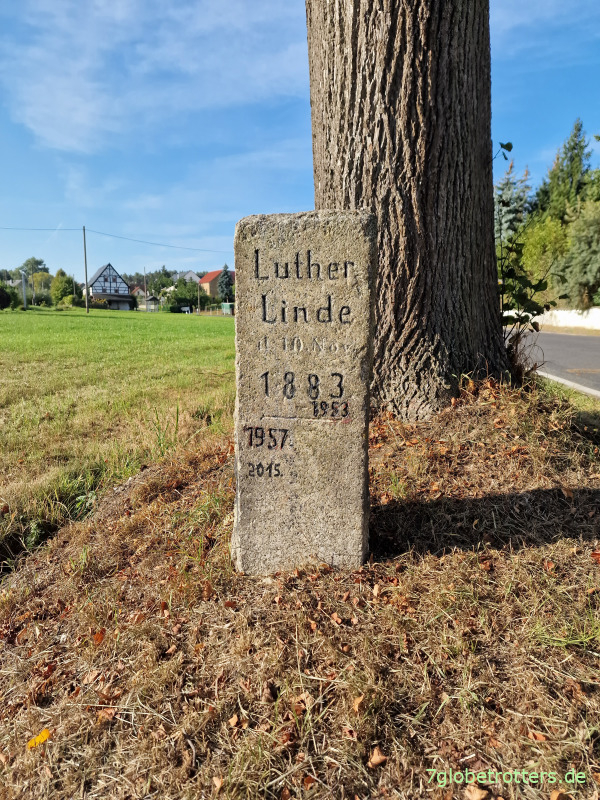 Luther
Linde
d. 10 Nov.
1883
1983
1957.
2015.
7globetrotters.de